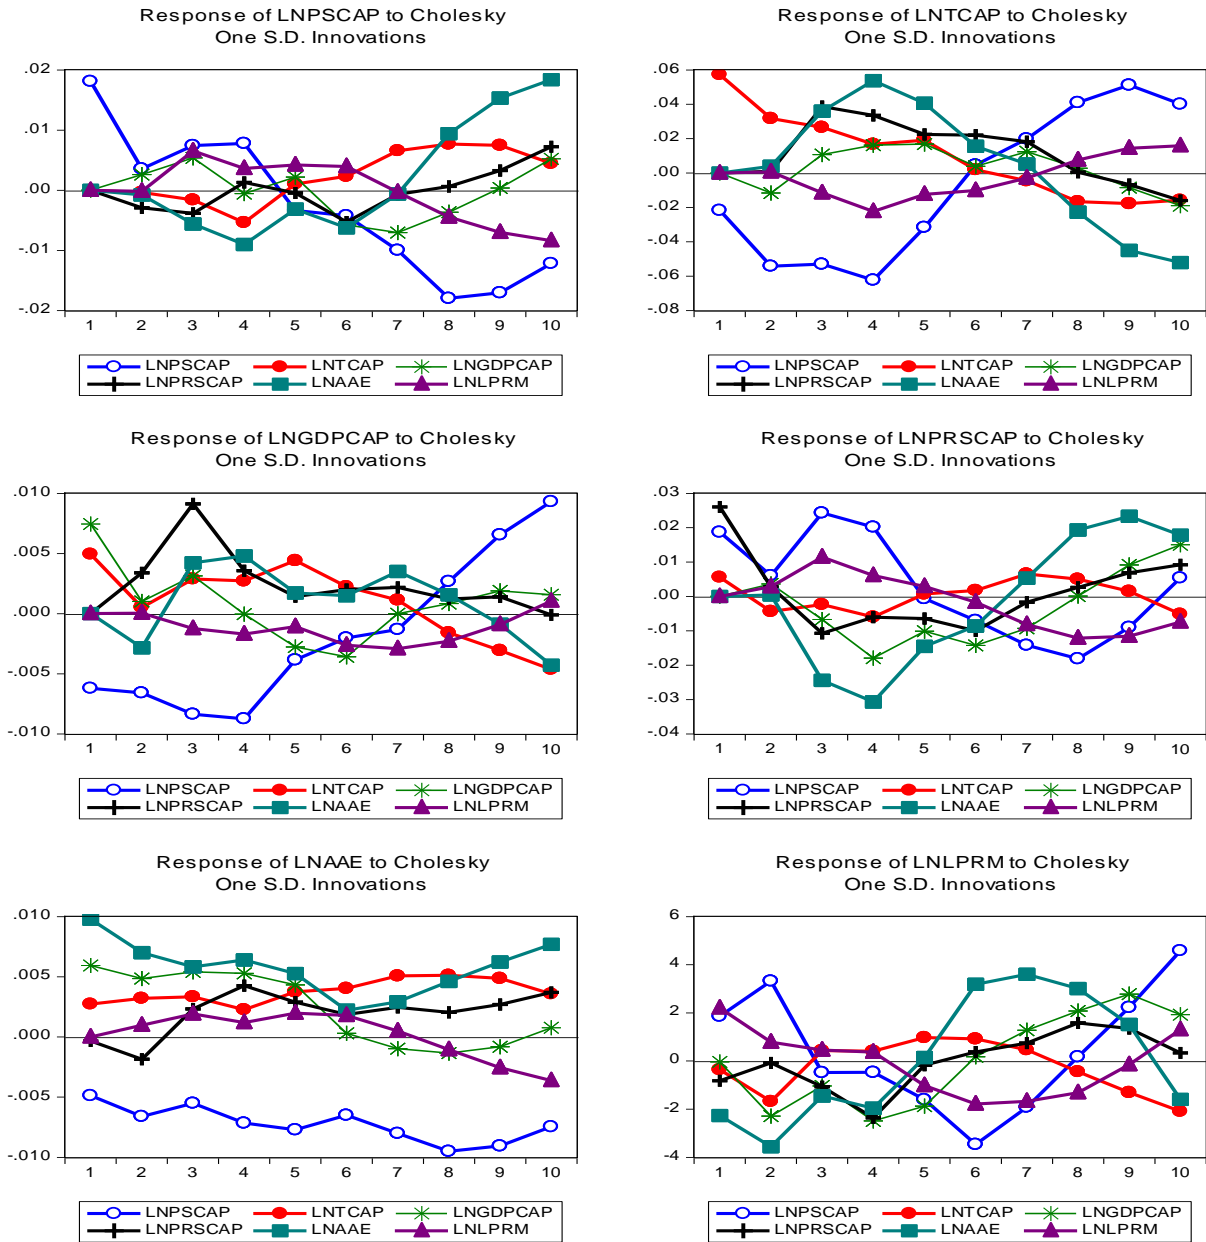 Response of LNPSCAP to Cholesky
One S.D. Innovations
.02
.01
.00
-.01
-.02
1 2 3 4 5 6 7 8 9 10
LNPSCAP LNTCAP LNGDPCAP
LNPRSCAP LNAAE LNLPRM
Response of LNTCAP to Cholesky
One S.D. Innovations
.06
.04
.02
.00
-.02
-.04
-.06
-.08
1 2 3 4 5 6 7 8 9 10
LNPSCAP LNTCAP LNGDPCAP
LNPRSCAP LNAAE LNLPRM
Response of LNGDPCAP to Cholesky
One S.D. Innovations
.010
.005
.000
-.005
-.010
1 2 3 4 5 6 7 8 9 10
LNPSCAP LNTCAP LNGDPCAP
LNPRSCAP LNAAE LNLPRM
Response of LNPRSCAP to Cholesky
One S.D. Innovations
.03
.02
.01
.00
-.01
-.02
-.03
-.04
1 2 3 4 5 6 7 8 9 10
LNPSCAP LNTCAP LNGDPCAP
LNPRSCAP LNAAE LNLPRM
Response of LNAAE to Cholesky
One S.D. Innovations
.010
.005
.000
-.005
-.010
1 2 3 4 5 6 7 8 9 10
LNPSCAP LNTCAP LNGDPCAP
LNPRSCAP LNAAE LNLPRM
Response of LNLPRM to Cholesky
One S.D. Innovations
6
4
2
0
-2
-4
1 2 3 4 5 6 7 8 9 10
LNPSCAP LNTCAP LNGDPCAP
LNPRSCAP LNAAE LNLPRM